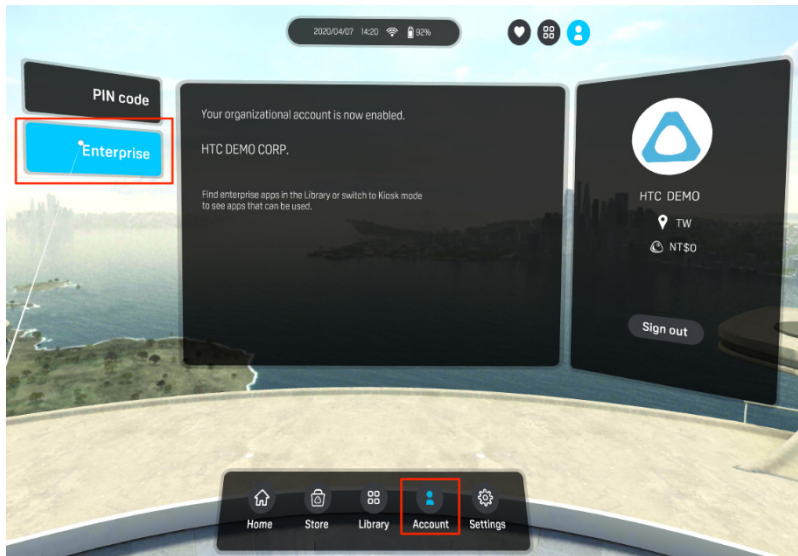 2020/04/07 14:20 92%
PIN code
Enterprise
Your organizational account is now enabled.
HTC DEMO CORP.
Find enterprise apps in the Library or switch to Kiosk mode
to see apps that can be used.
HTC DEMO
TW
NT$0
Sign out
Home Store Library Account Settings